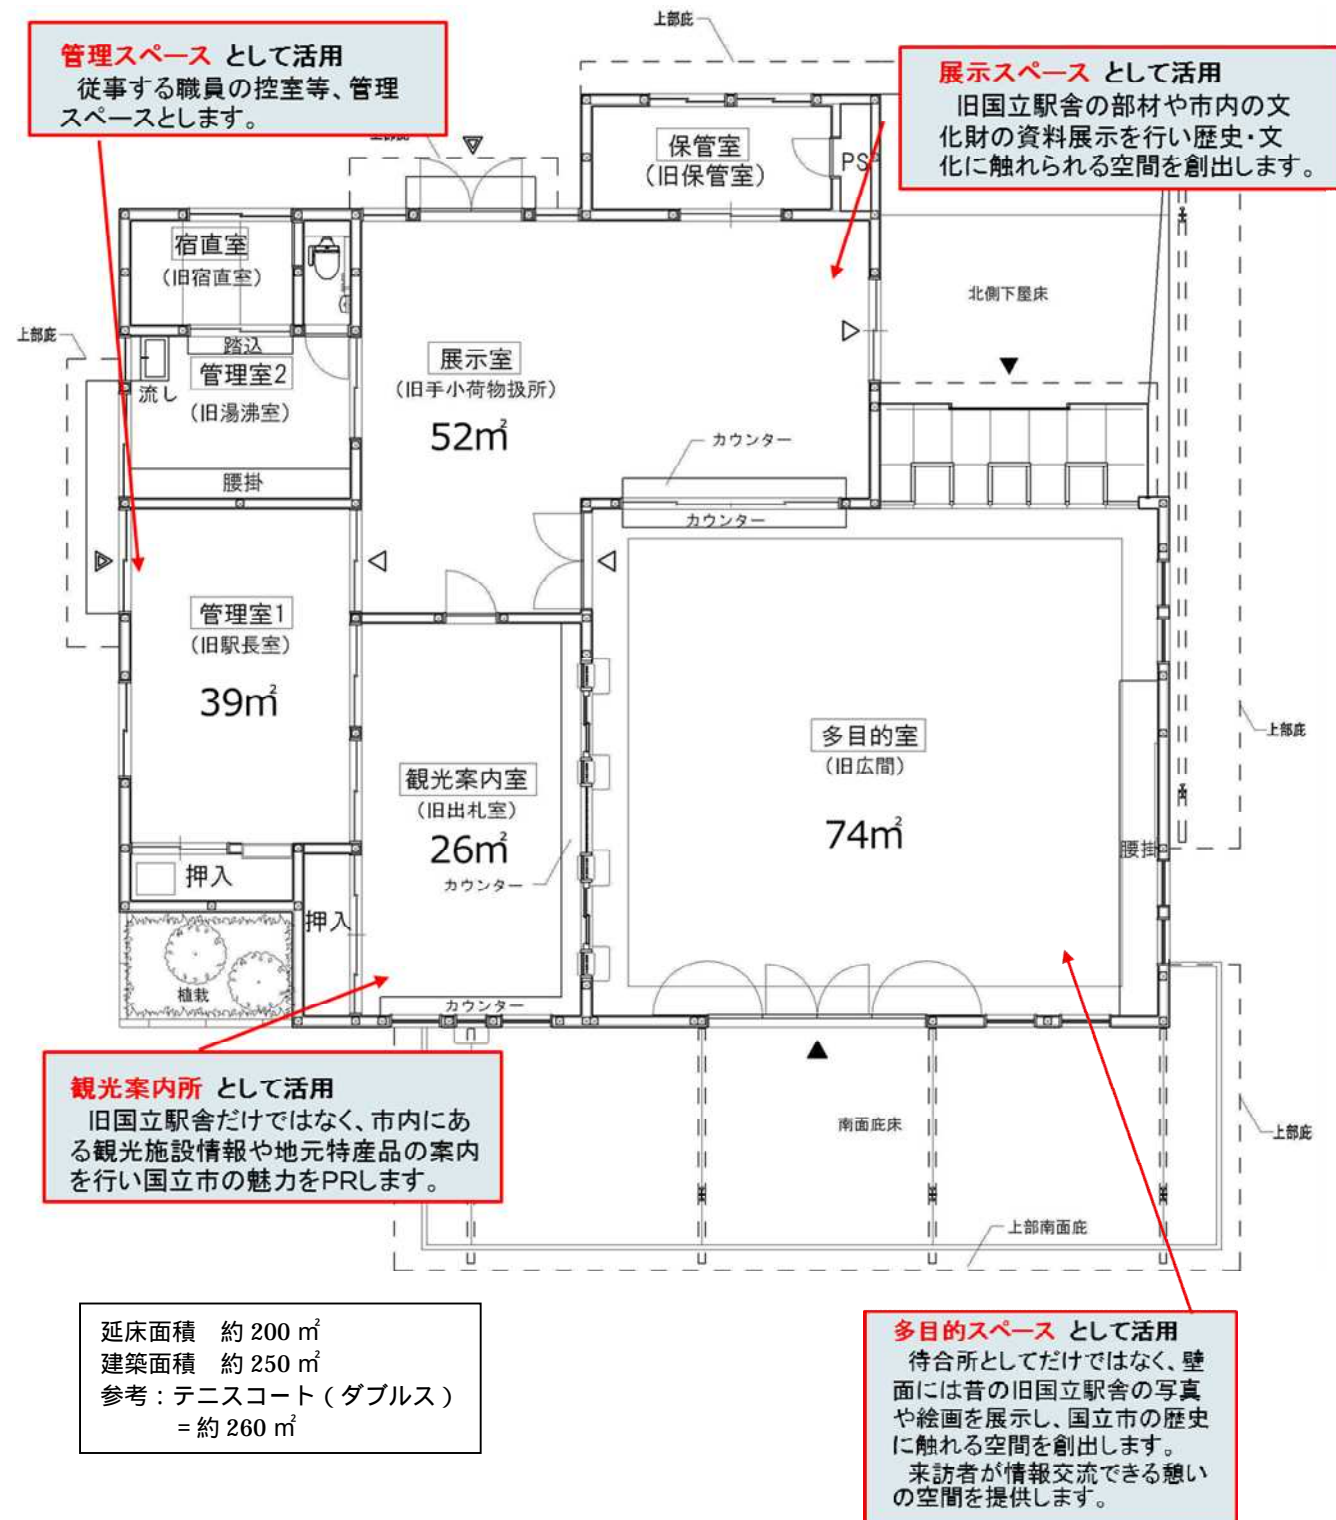 上部庇
管理スペース として活用
従事する職員の控室等、管理
スペースとします。
展示スペース として活用
旧国立駅舎の部材や市内の文
化財の資料展示を行い歴史・文
化に触れられる空間を創出します。
上部庇
保管室
(旧保管室)
PS
宿直室
(旧宿直室)
北側下屋床
上部庇
踏込
管理室2
(旧湯沸室)
流し
腰掛
展示室
(旧手小荷物扱所)
52㎡
カウンター
カウンター
管理室1
(旧駅長室)
39㎡
多目的室
(旧広間)
74㎡
上部庇
観光案内室
(旧出札室)
26㎡
カウンター
腰掛
押入
押入
植栽
カウンター
観光案内所 として活用
旧国立駅舎だけではなく、市内にあ
る観光施設情報や地元特産品の案内
を行い国立市の魅力をPRします。
南面庇床
上部庇
上部南面庇
延床面積 約 200 ㎡
建築面積 約 250 ㎡
参考：テニスコート ( ダブルス )
= 約 260 ㎡
多目的スペース として活用
待合所としてだけではなく、壁
面には昔の旧国立駅舎の写真
や絵画を展示し、国立市の歴史
に触れる空間を創出します。
来訪者が情報交流できる憩い
の空間を提供します。